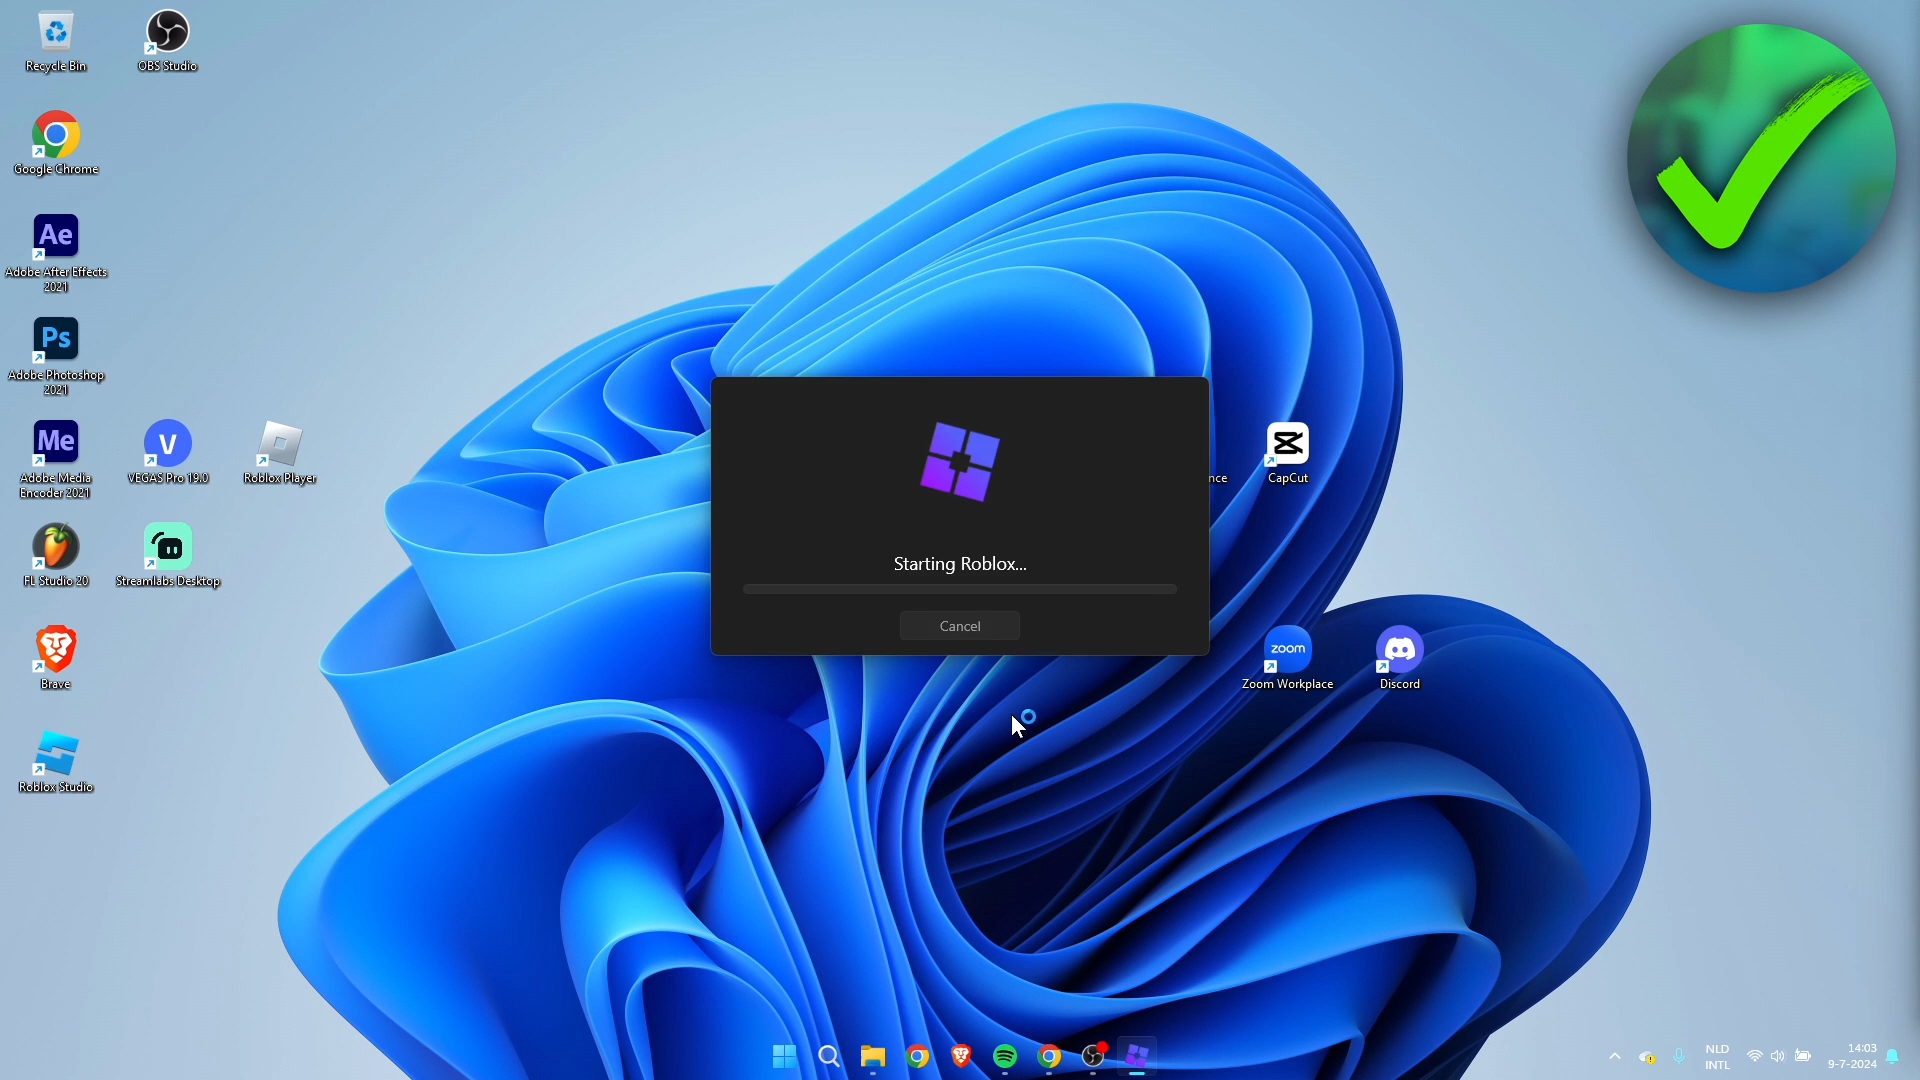 Recycle Bin
OBS Studio
Google Chrome
Ae
Adobe After Effects
2021
Ps
Adobe Photoshop
2021
Me
Adobe Media
Encoder 2021
V
VEGAS Pro 19.0
Roblox Player
nce
CapCut
Starting Roblox...
Cancel
FL Studio 20
Streamlabs Desktop
Brave
zoom
Zoom Workplace
Discord
Roblox Studio
NLD
INTL
14:03
9-7-2024